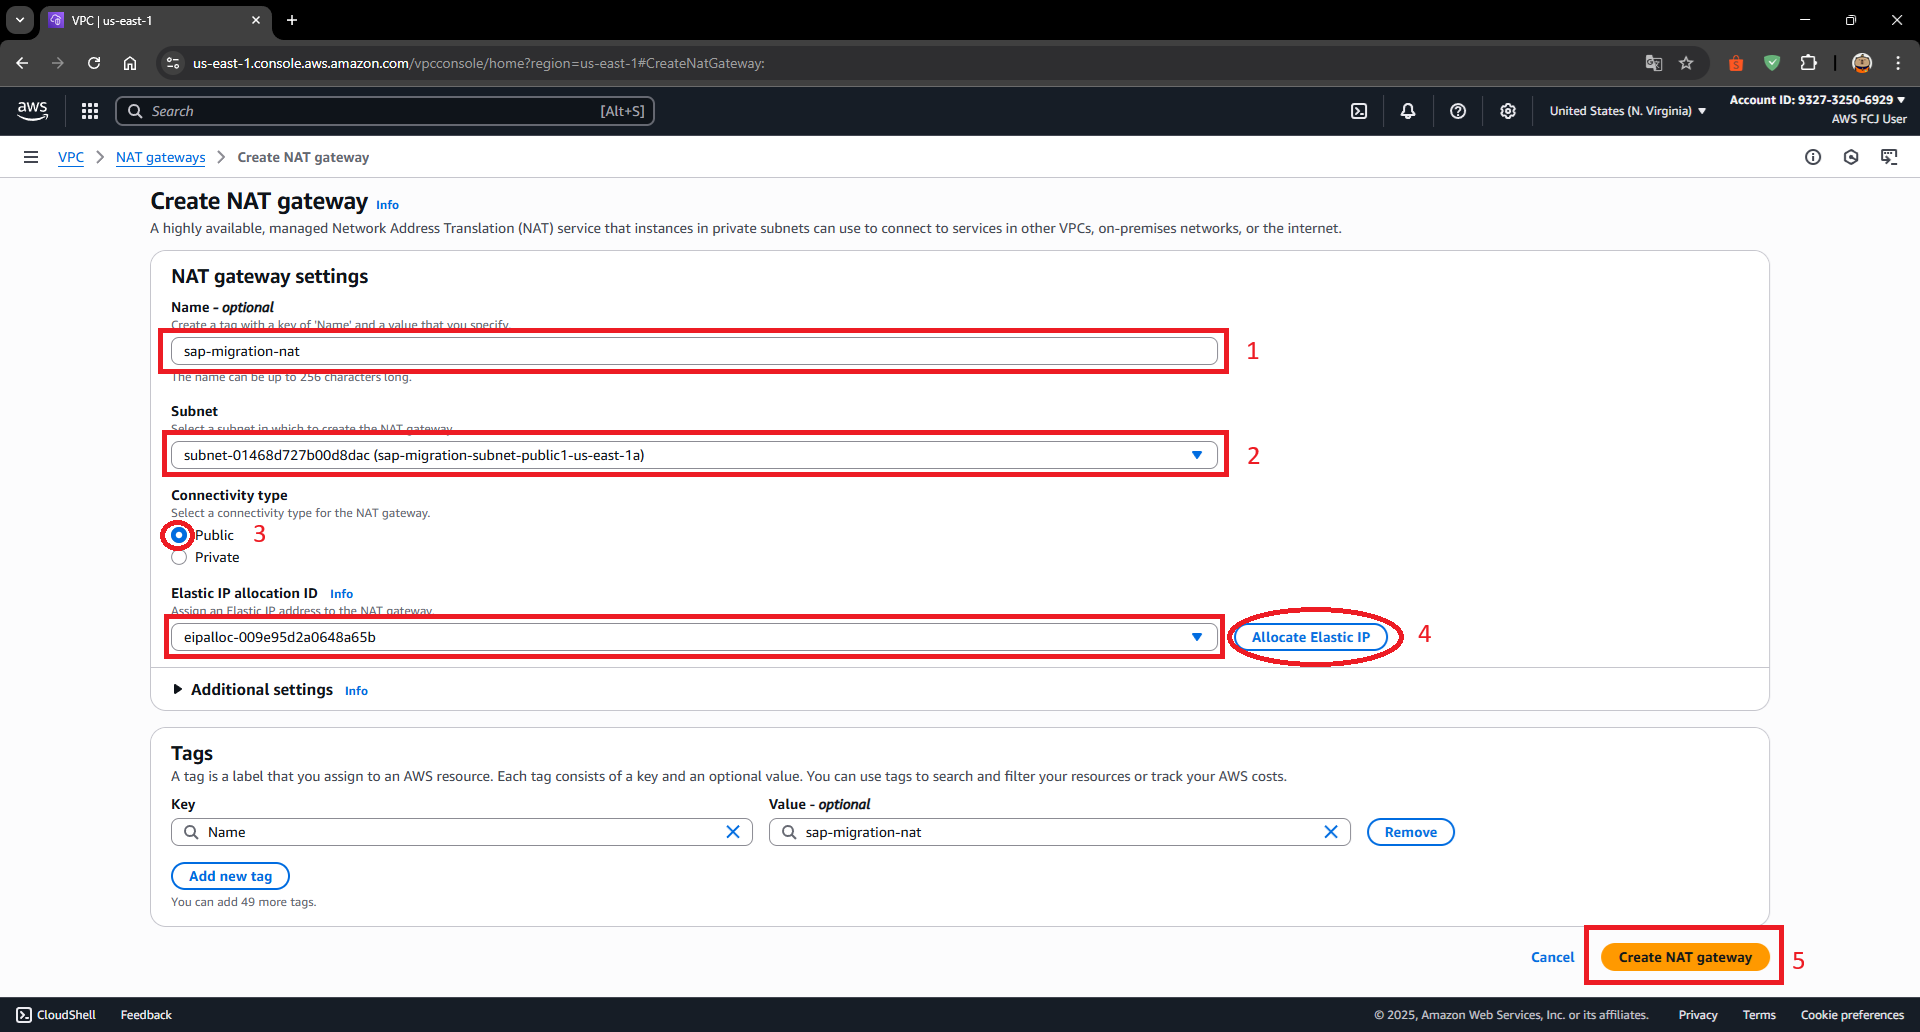 VPC | us-east-1
us-east-1.console.aws.amazon.com/vpcconsole/home?region=us-east-1#CreateNatGateway:
aws
Search
[Alt+S]
United States (N. Virginia)
Account ID: 9327-3250-6929
AWS FCJ User
VPC
NAT gateways
Create NAT gateway
Create NAT gateway Info
A highly available, managed Network Address Translation (NAT) service that instances in private subnets can use to connect to services in other VPCs, on-premises networks, or the internet.
NAT gateway settings
Name - optional
Create a tag with a key of 'Name' and a value that you specify.
sap-migration-nat
1
The name can be up to 256 characters long.
Subnet
Select a subnet in which to create the NAT gateway.
subnet-01468d727b00d8dac (sap-migration-subnet-public1-us-east-1a)
2
Connectivity type
Select a connectivity type for the NAT gateway.
Public
3
Private
Elastic IP allocation ID Info
Assign an Elastic IP address to the NAT gateway.
eipalloc-009e95d2a0648a65b
Allocate Elastic IP
4
Additional settings Info
Tags
A tag is a label that you assign to an AWS resource. Each tag consists of a key and an optional value. You can use tags to search and filter your resources or track your AWS costs.
Key
Value - optional
Name
sap-migration-nat
Remove
Add new tag
You can add 49 more tags.
Cancel
Create NAT gateway
5
CloudShell
Feedback
© 2025, Amazon Web Services, Inc. or its affiliates.
Privacy
Terms
Cookie preferences